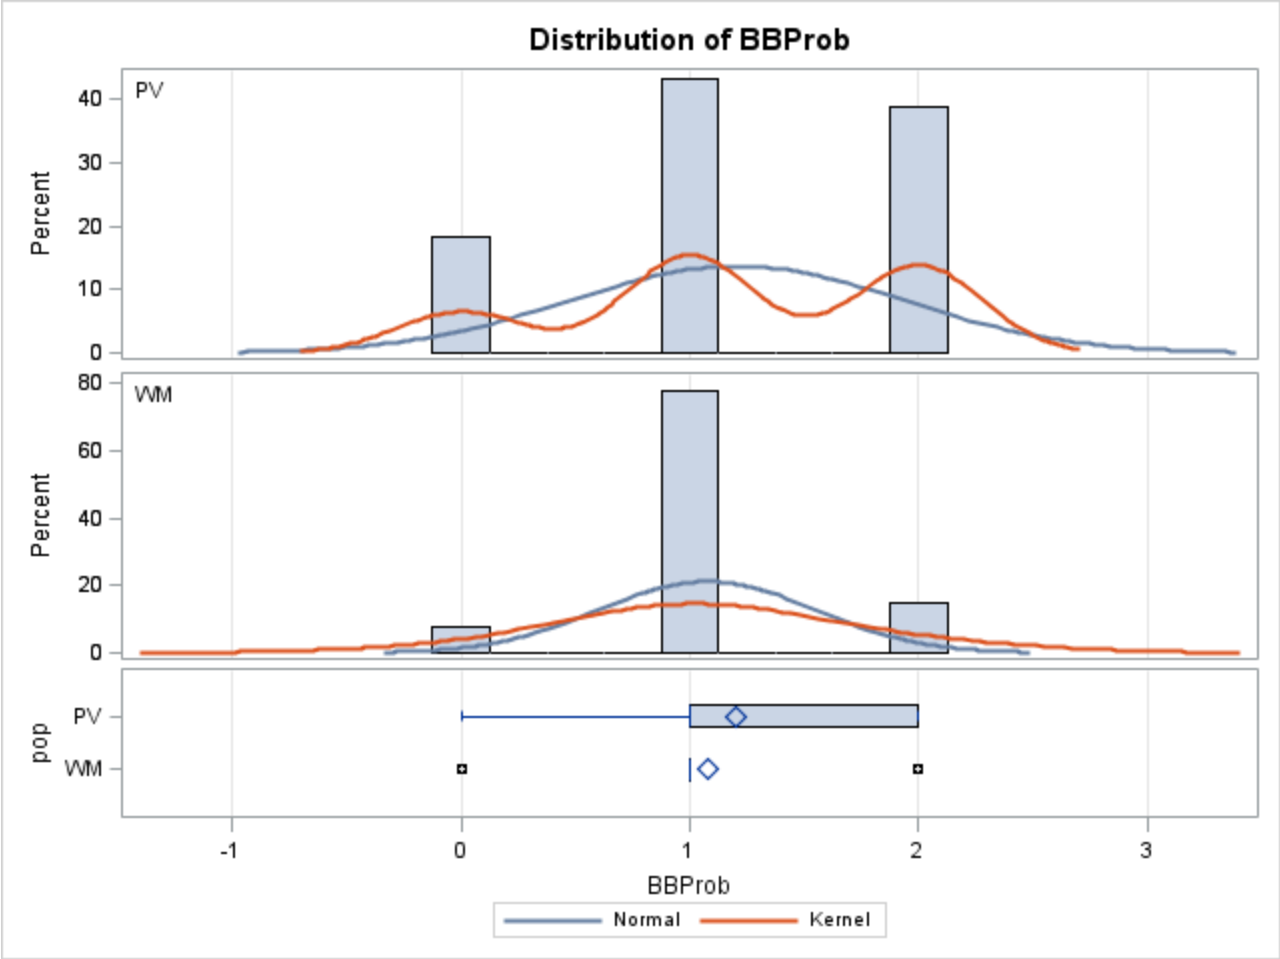 Distribution of BBProb
PV
40
30
20
10
0
Percent
WM
80
60
40
20
0
Percent
PV
WM
pop
-1 0 1 2 3
BBProb
Normal Kernel